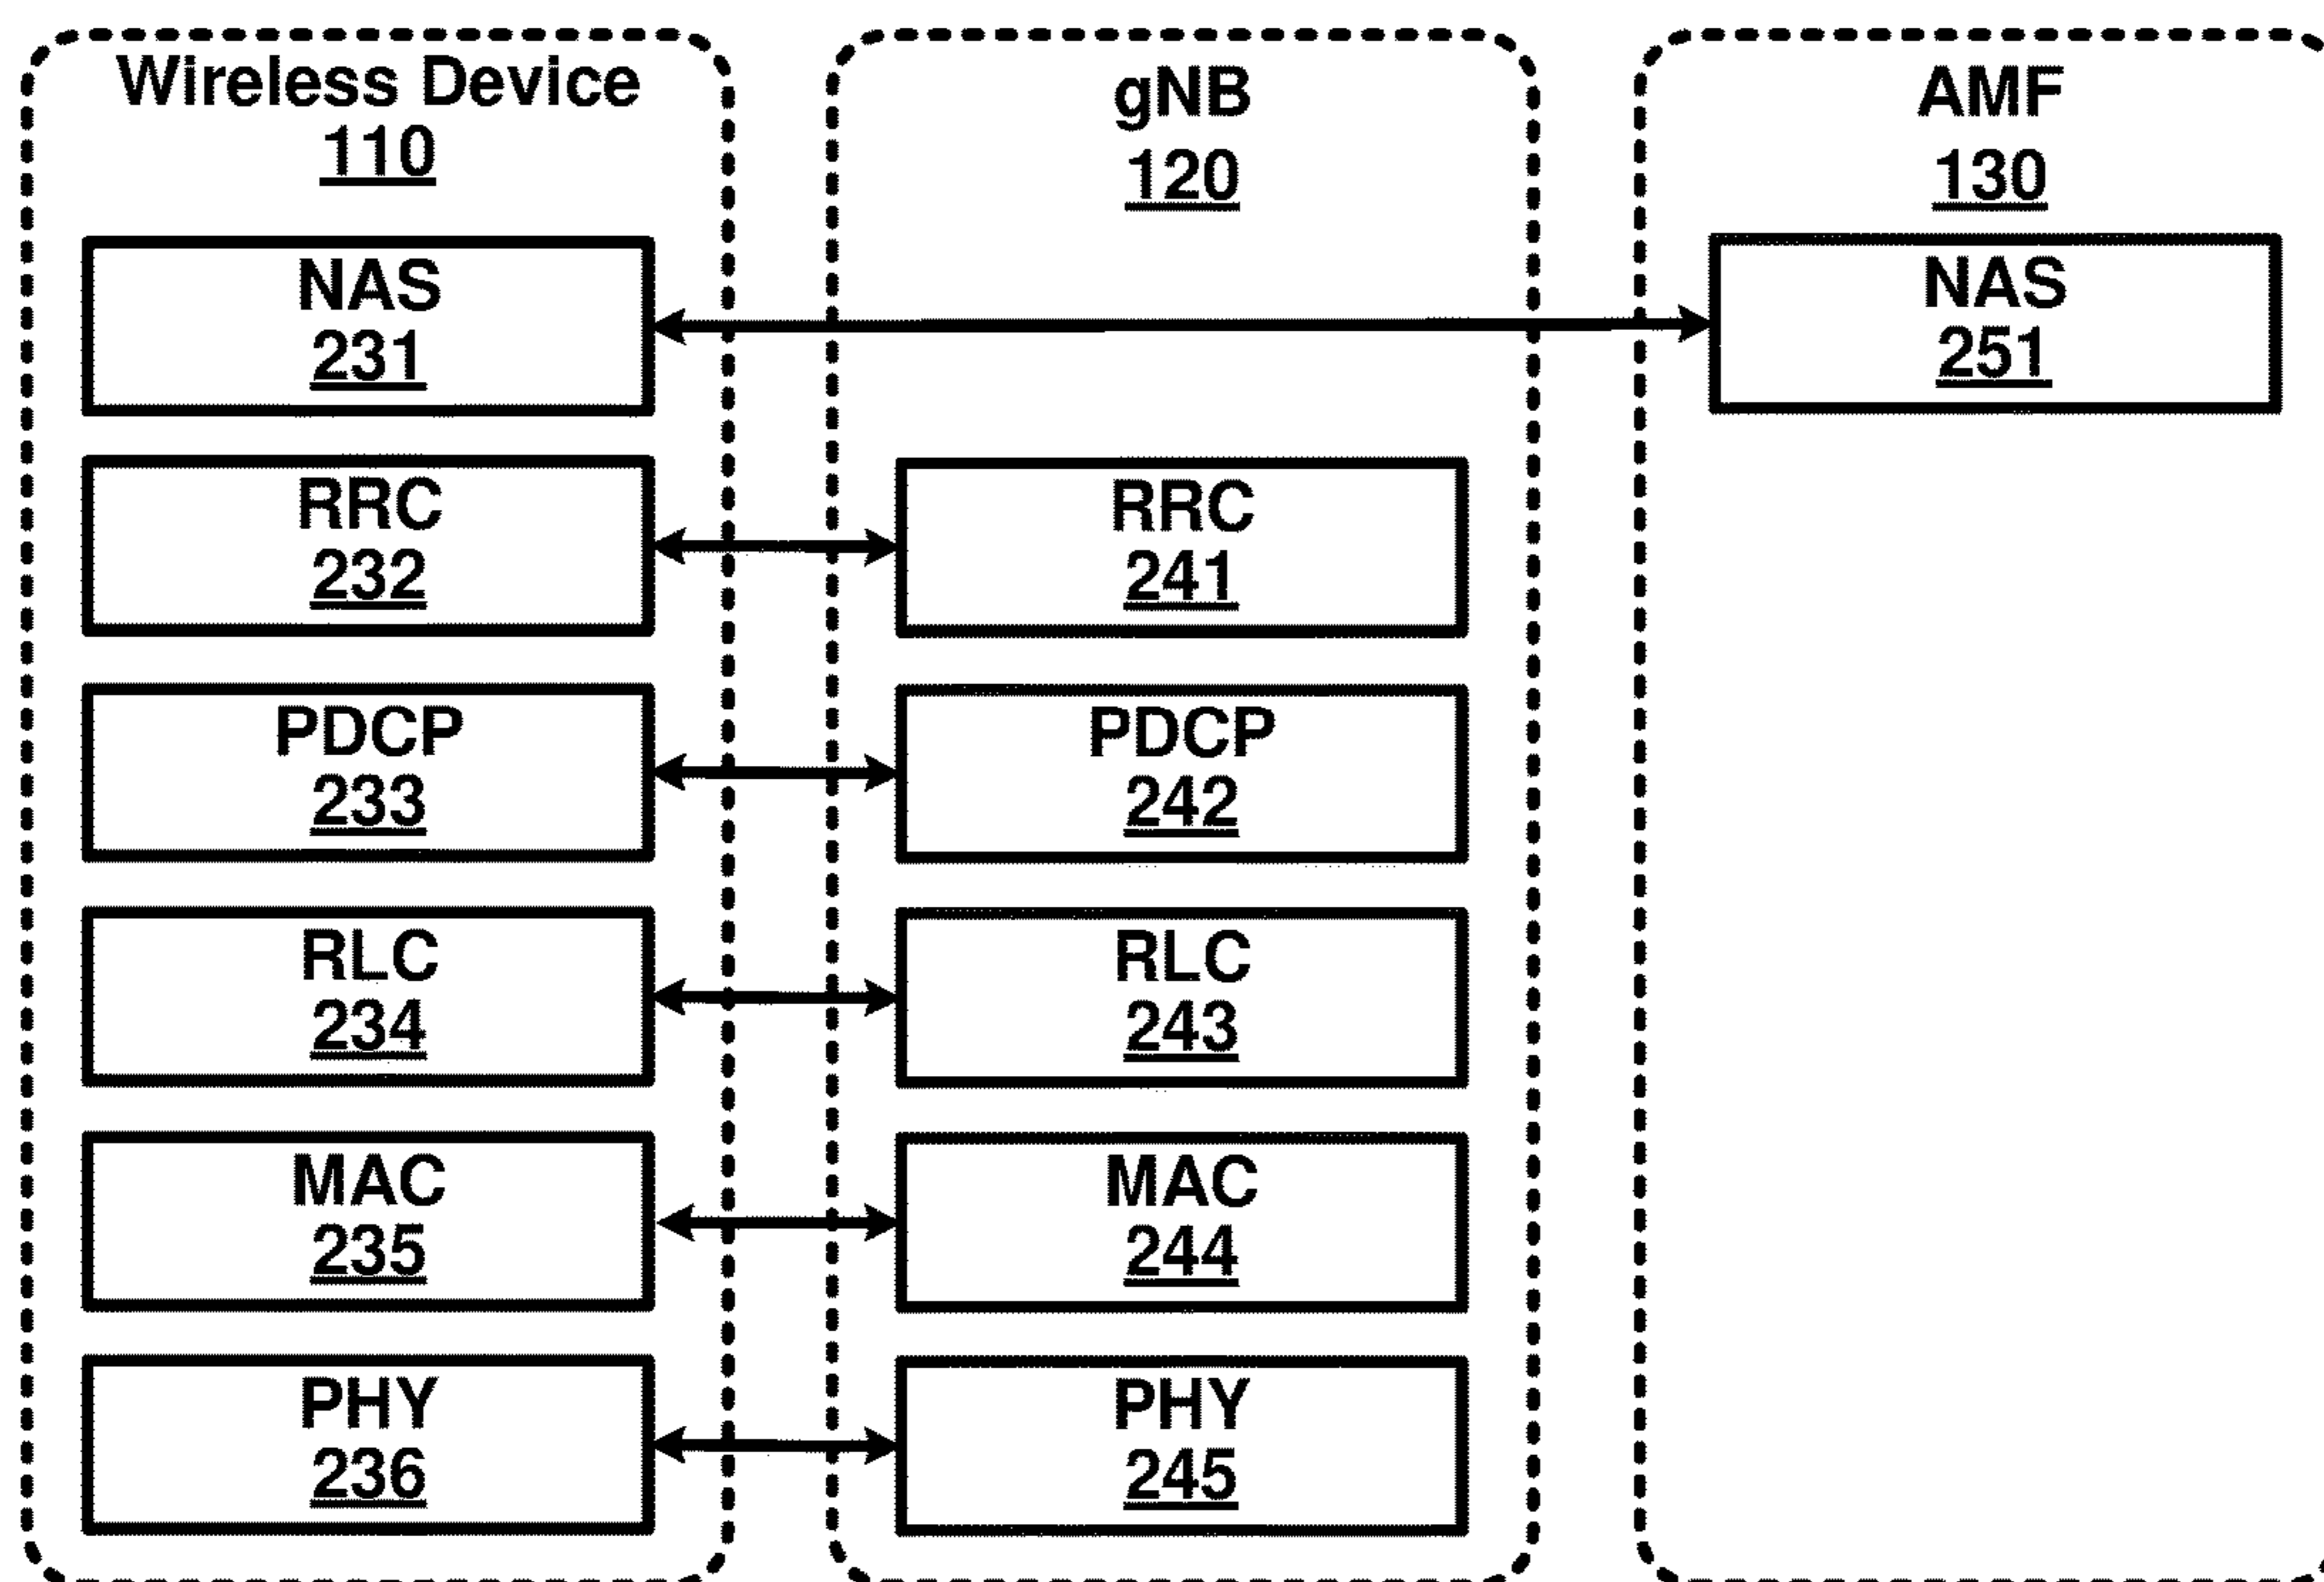 Wireless Device
110
gNB
120
AMF
130
NAS
231
NAS
251
RRC
232
RRC
241
PDCP
233
PDCP
242
RLC
234
RLC
243
MAC
235
MAC
244
PHY
236
PHY
245